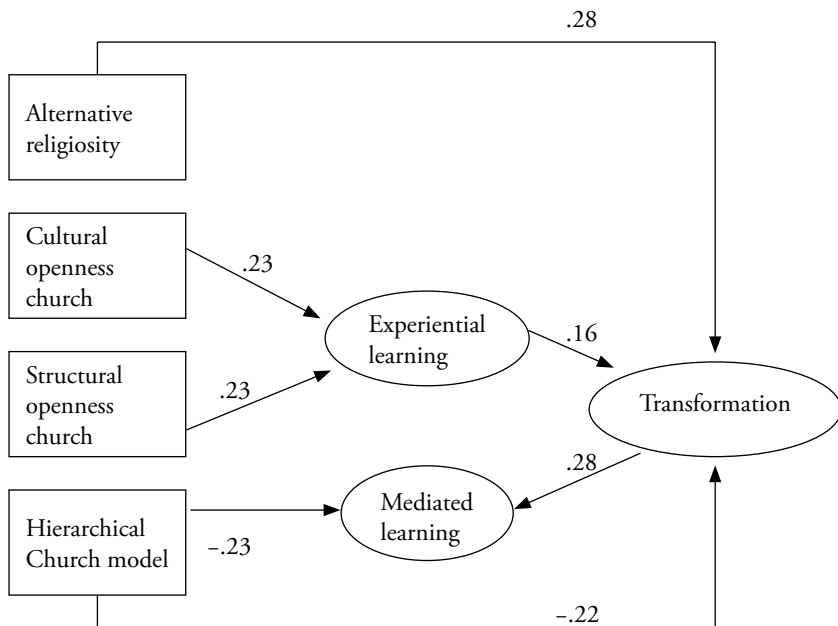 .28
Alternative
religiosity
Cultural
openness
church
.23
Experiential
learning
.16
Structural
openness
church
.23
Transformation
.28
Mediated
learning
Hierarchical
Church model
–.23
–.22